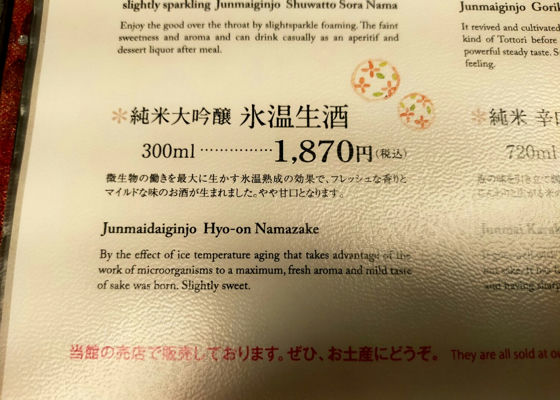 slightly sparkling Junmaiginjo Shuwatto Sora Nama
Enjoy the good over the throat by slightsparkle foaming. The faint
sweetness and aroma and can drink casually as an aperitif and
dessert liquor after meal.
Junmaiginjo Gorik
It revived and cultivated
kind of Tottori before
powerful steady taste. S
feeling.
*純米大吟醸 氷温生酒
300ml ·············· 1,870円(税込)
微生物の働きを最大に生かす氷温熟成の効果で、フレッシュな香りと
マイルドな味のお酒が生まれました。やや甘口となります。
Junmaidaiginjo Hyo-on Namazake
By the effect of ice temperature aging that takes advantage of the
work of microorganisms to a maximum, fresh aroma and mild taste
of sake was born. Slightly sweet.
*純米 辛口
720ml
and having
当館の売店で販売しております。ぜひ、お土産にどうぞ。 They are all sold at ou